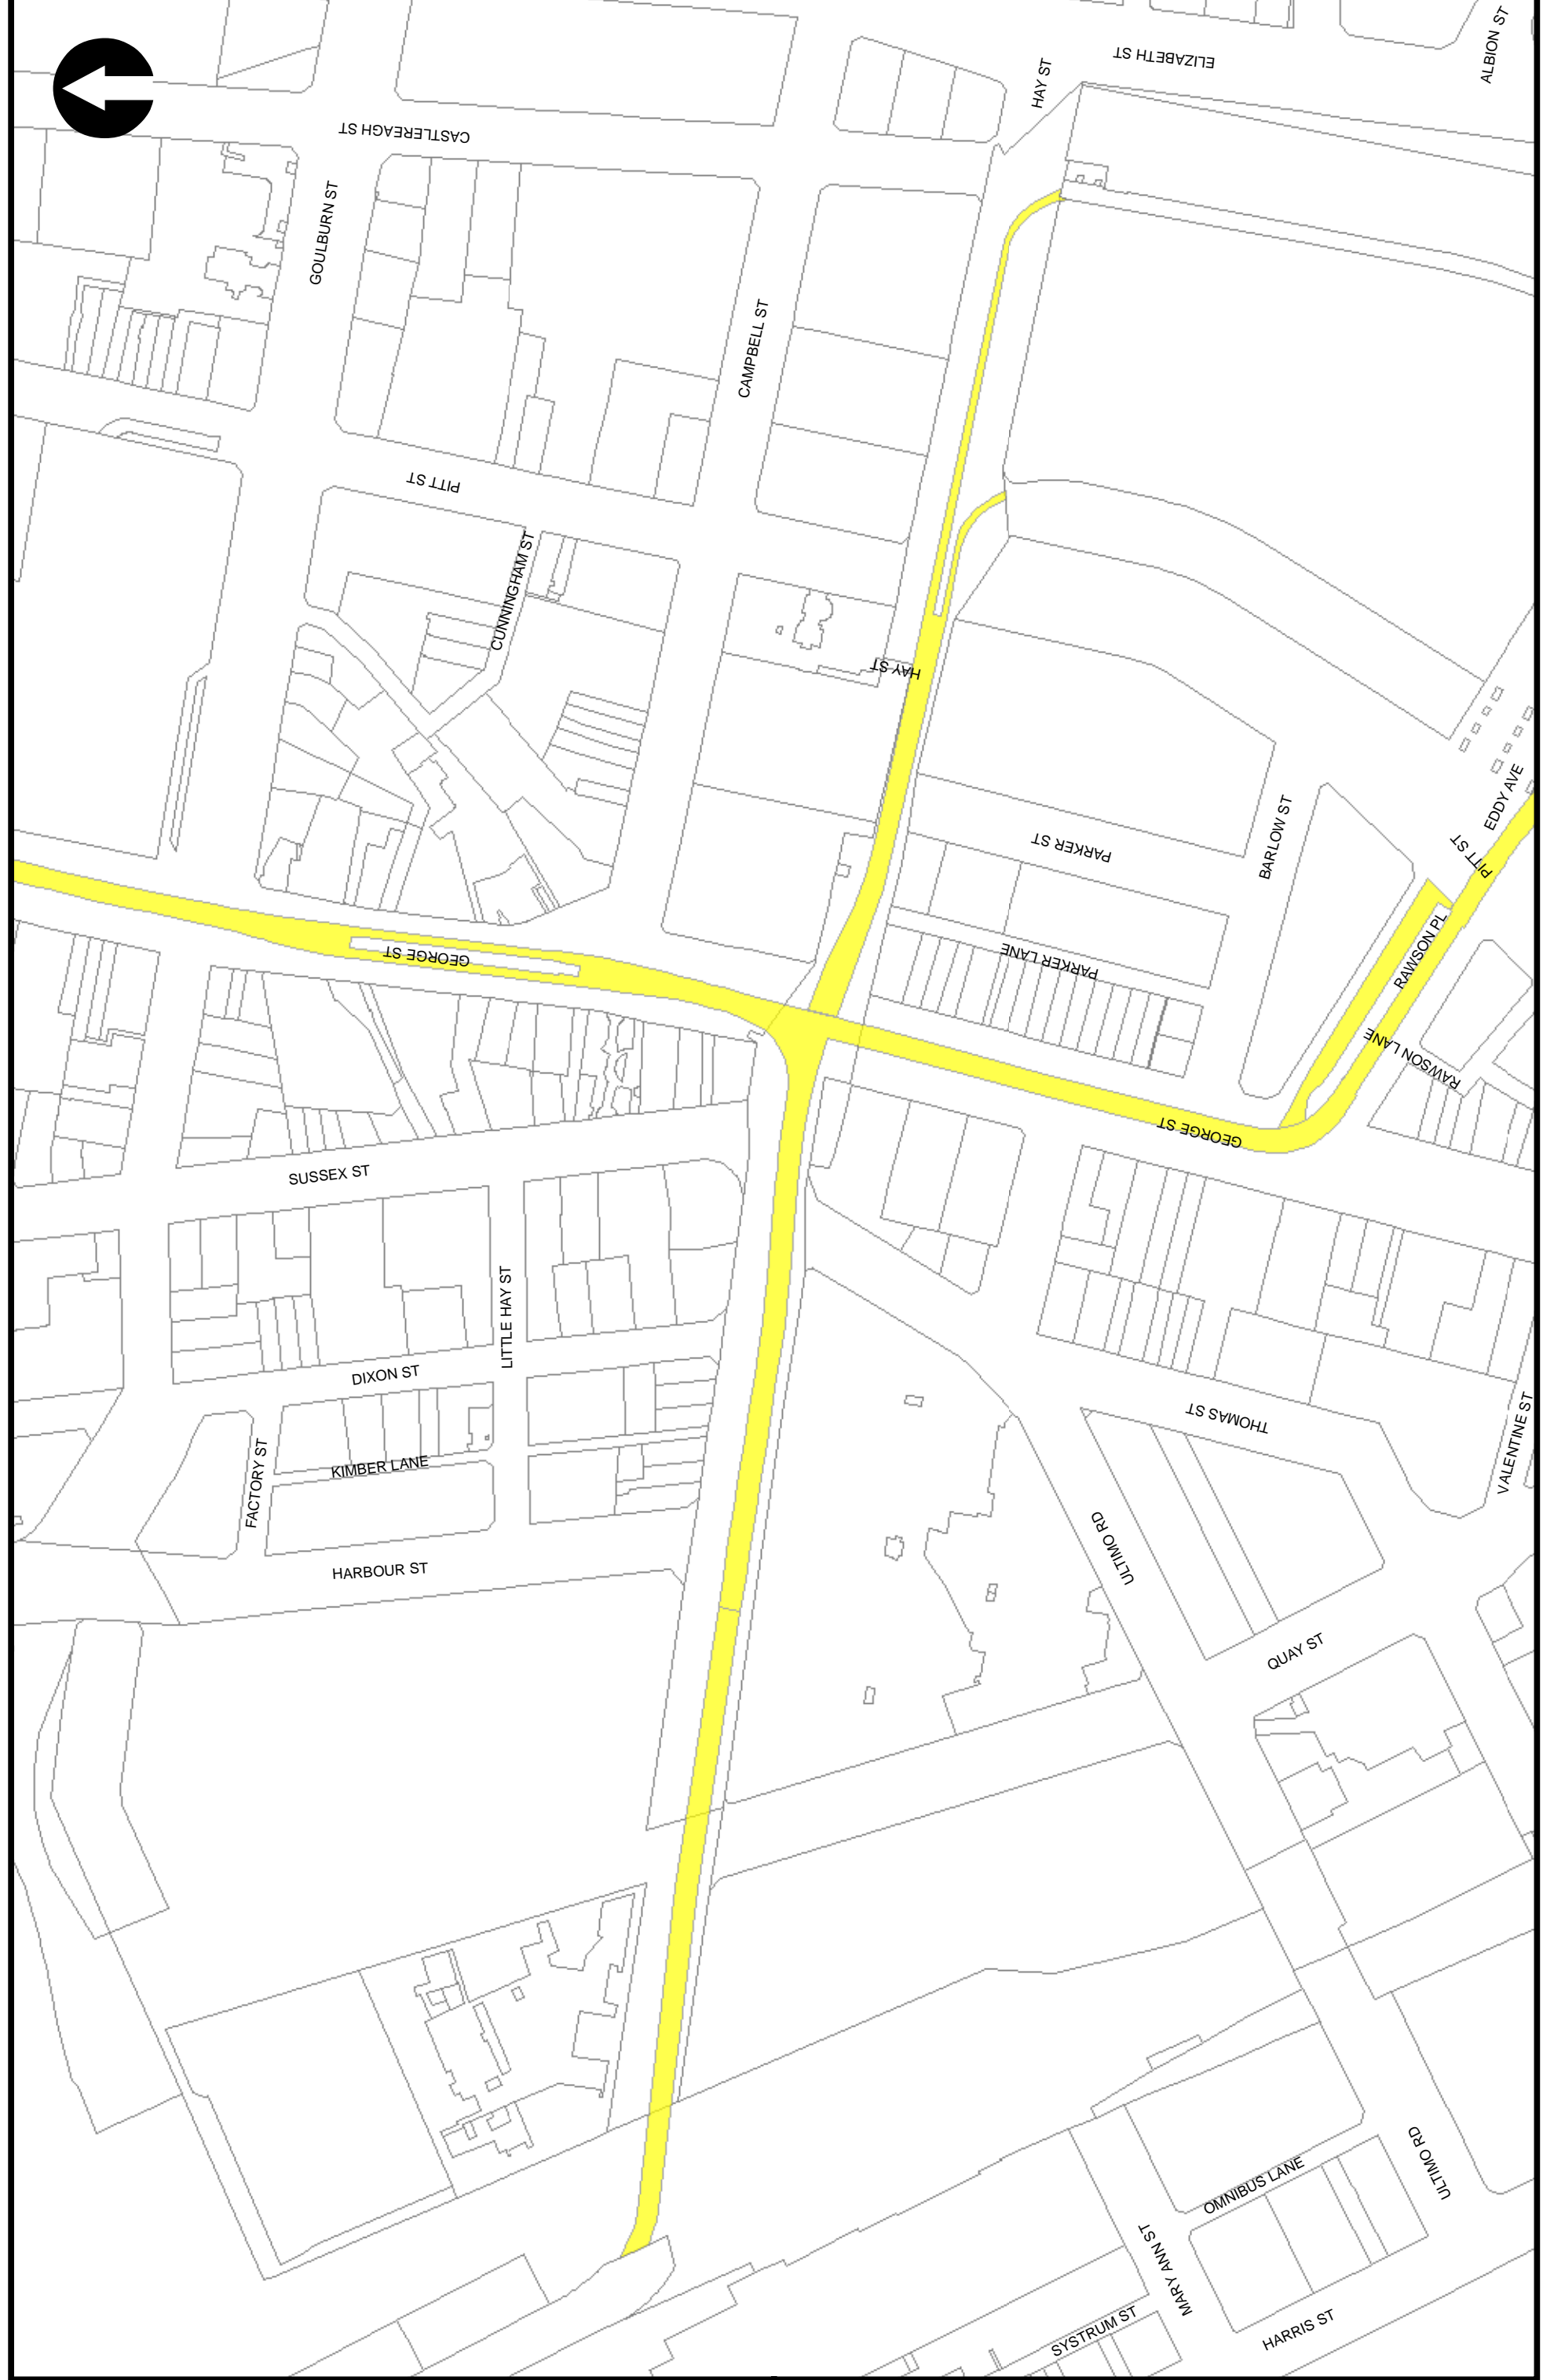 ALBION ST
ELIZABETH ST
HAY ST
CASTLEREAGH ST
GOULBURN ST
CAMPBELL ST
PITT ST
CUNNINGHAM ST
HAY ST
EDDY AVE
PITT ST
BARLOW ST
PARKER ST
RAWSON PL
GEORGE ST
PARKER LANE
RAWSON LANE
GEORGE ST
SUSSEX ST
LITTLE HAY ST
DIXON ST
THOMAS ST
VALENTINE ST
KIMBER LANE
FACTORY ST
ULTIMO RD
HARBOUR ST
QUAY ST
ULTIMO RD
OMNIBUS LANE
MARY ANN ST
SYSTRUM ST
HARRIS ST